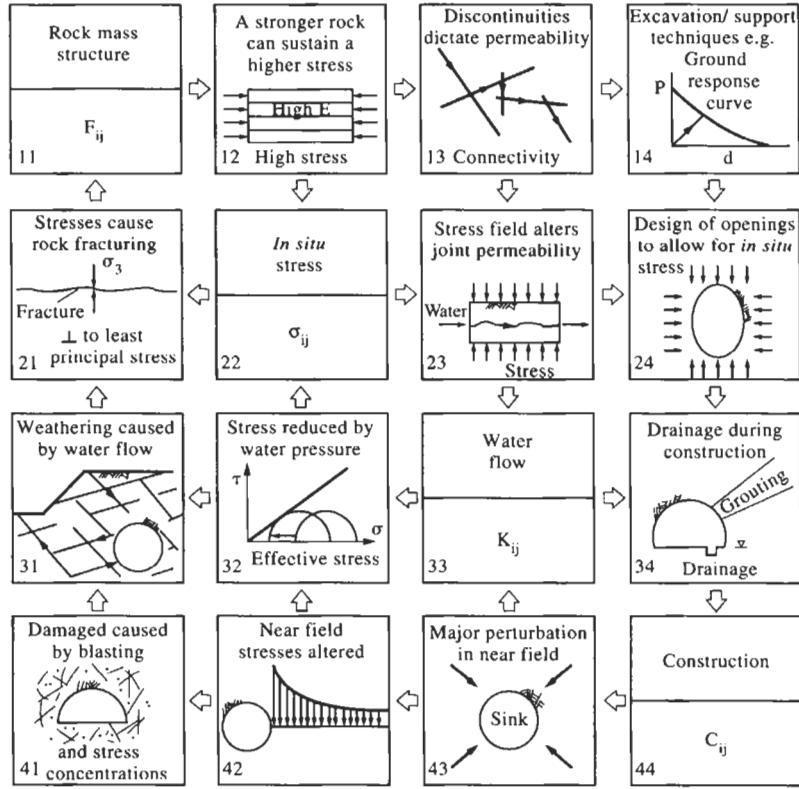 Rock mass
structure
F_ij
11
A stronger rock
can sustain a
higher stress
High E
12 High stress
Discontinuities
dictate permeability
13 Connectivity
Excavation/ support
techniques e.g.
Ground
response
curve
P
14
d
Stresses cause
rock fracturing
σ_3
Fracture
⊥ to least
21 principal stress
In situ
stress
σ_ij
22
Stress field alters
joint permeability
Water
23
Stress
Design of openings
to allow for in situ
stress
24
Weathering caused
by water flow
31
Stress reduced by
water pressure
τ
σ
32 Effective stress
Water
flow
K_ij
33
Drainage during
construction
Grouting
34
Drainage
Damaged caused
by blasting
and stress
41 concentrations
Near field
stresses altered
42
Major perturbation
in near field
Sink
43
Construction
C_ij
44